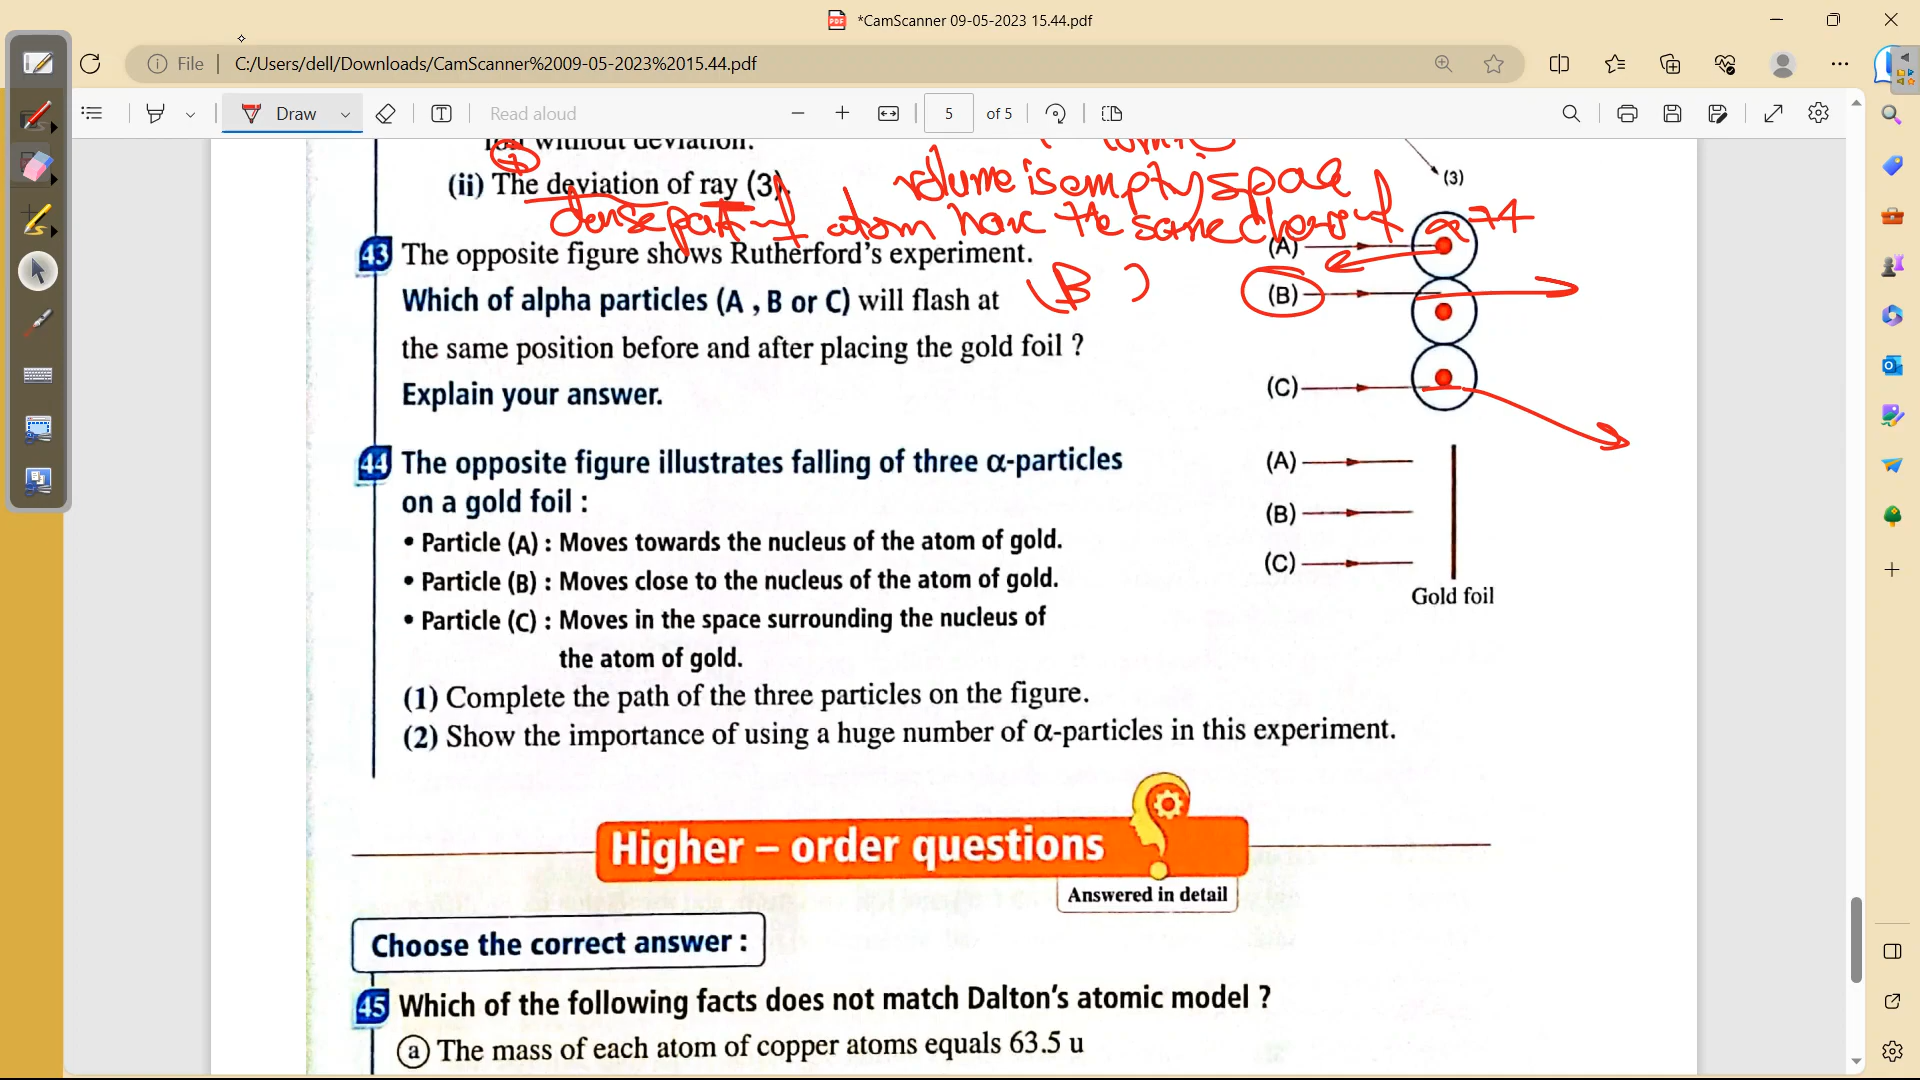 *CamScanner 09-05-2023 15.44.pdf
File C:/Users/dell/Downloads/CamScanner%2009-05-2023%2015.44.pdf
Draw Read aloud 5 of 5
without deviation.
(ii) The deviation of ray (3).
volume is empty space
(3)
dense part of atom have the same charge of
43 The opposite figure shows Rutherford's experiment.
(A)
Which of alpha particles (A , B or C) will flash at
(B)
(B)
the same position before and after placing the gold foil ?
Explain your answer.
(C)
44 The opposite figure illustrates falling of three α-particles
on a gold foil :
(A)
(B)
(C)
Gold foil
• Particle (A) : Moves towards the nucleus of the atom of gold.
• Particle (B) : Moves close to the nucleus of the atom of gold.
• Particle (C) : Moves in the space surrounding the nucleus of
the atom of gold.
(1) Complete the path of the three particles on the figure.
(2) Show the importance of using a huge number of α-particles in this experiment.
Higher – order questions
Answered in detail
Choose the correct answer :
45 Which of the following facts does not match Dalton's atomic model ?
(a) The mass of each atom of copper atoms equals 63.5 u